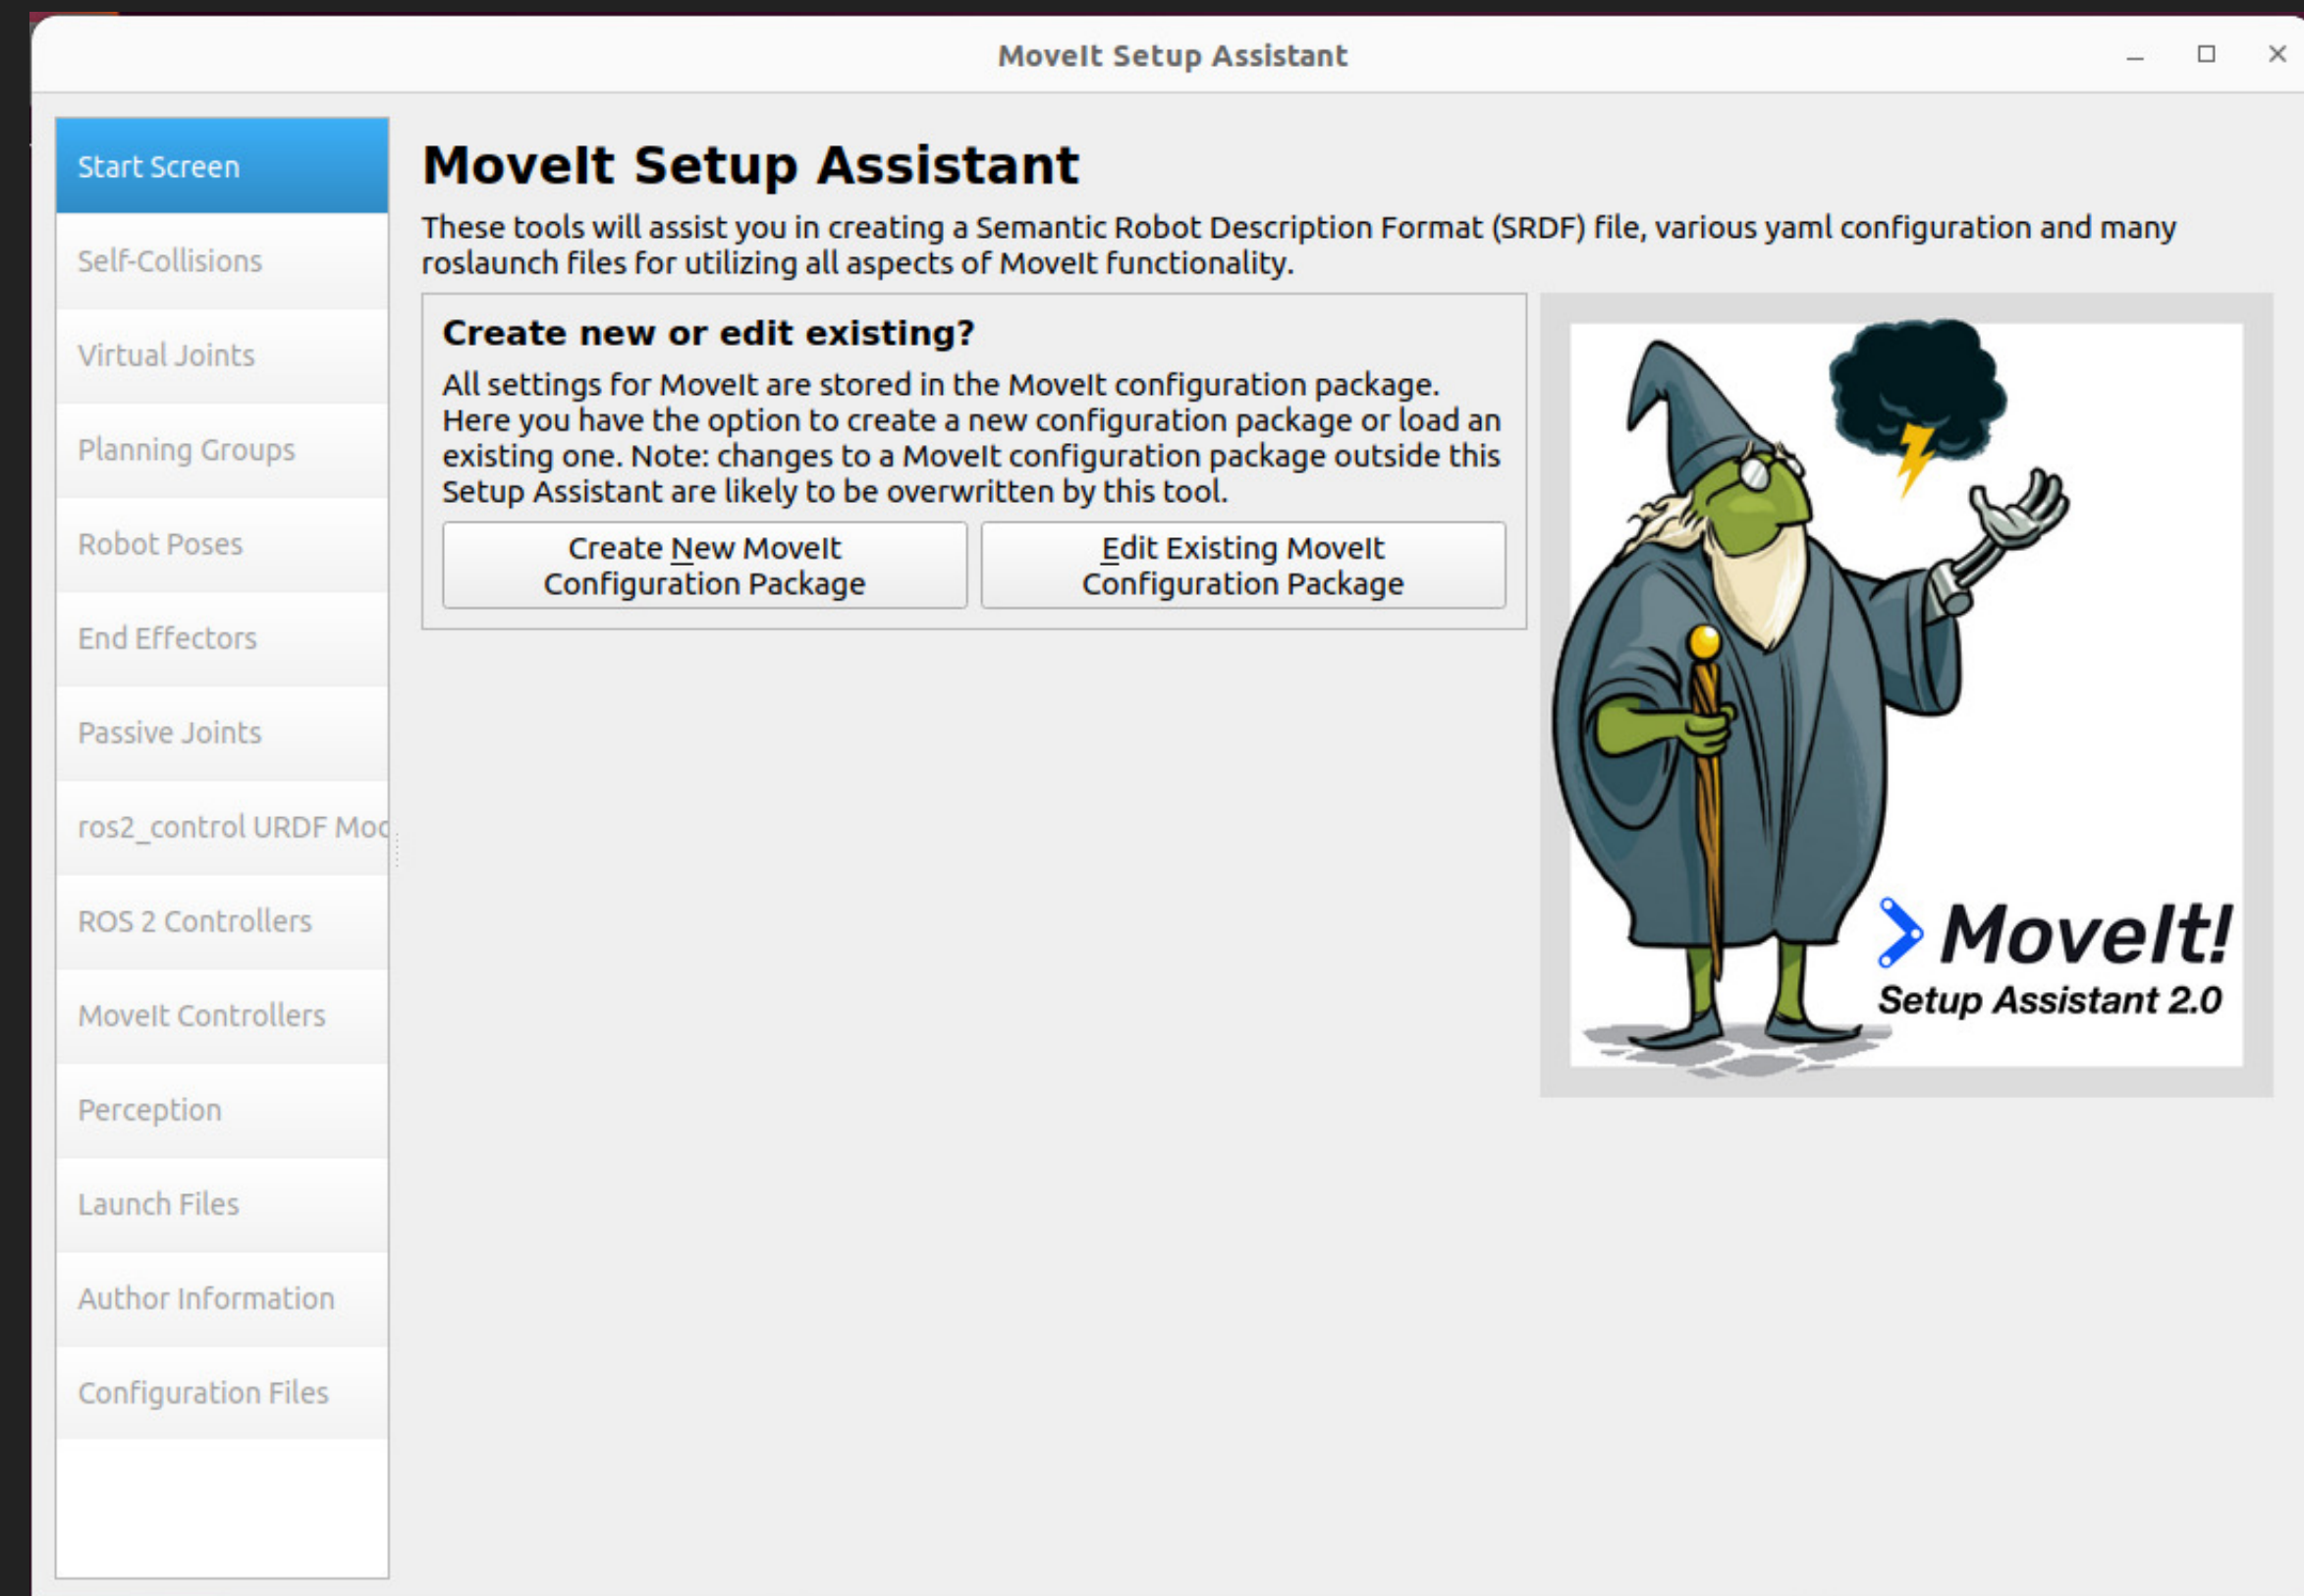 MoveIt Setup Assistant
Start Screen
Self-Collisions
Virtual Joints
Planning Groups
Robot Poses
End Effectors
Passive Joints
ros2_control URDF Mod
ROS 2 Controllers
MoveIt Controllers
Perception
Launch Files
Author Information
Configuration Files
MoveIt Setup Assistant
These tools will assist you in creating a Semantic Robot Description Format (SRDF) file, various yaml configuration and many
roslaunch files for utilizing all aspects of MoveIt functionality.
Create new or edit existing?
All settings for MoveIt are stored in the MoveIt configuration package.
Here you have the option to create a new configuration package or load an
existing one. Note: changes to a MoveIt configuration package outside this
Setup Assistant are likely to be overwritten by this tool.
Create New MoveIt
Configuration Package
Edit Existing MoveIt
Configuration Package
MoveIt!
Setup Assistant 2.0